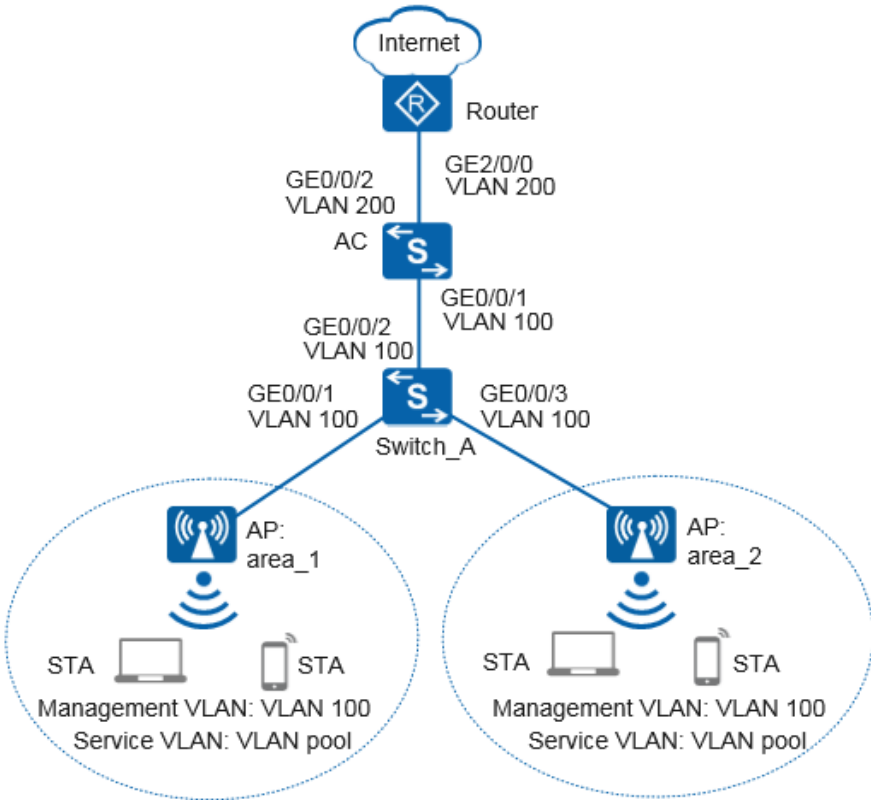 Internet
R
Router
GE2/0/0
VLAN 200
GE0/0/2
VLAN 200
AC
S
GE0/0/1
VLAN 100
GE0/0/2
VLAN 100
GE0/0/1
VLAN 100
S
GE0/0/3
VLAN 100
Switch_A
AP:
area_1
AP:
area_2
STA
STA
Management VLAN: VLAN 100
Service VLAN: VLAN pool
STA
STA
Management VLAN: VLAN 100
Service VLAN: VLAN pool